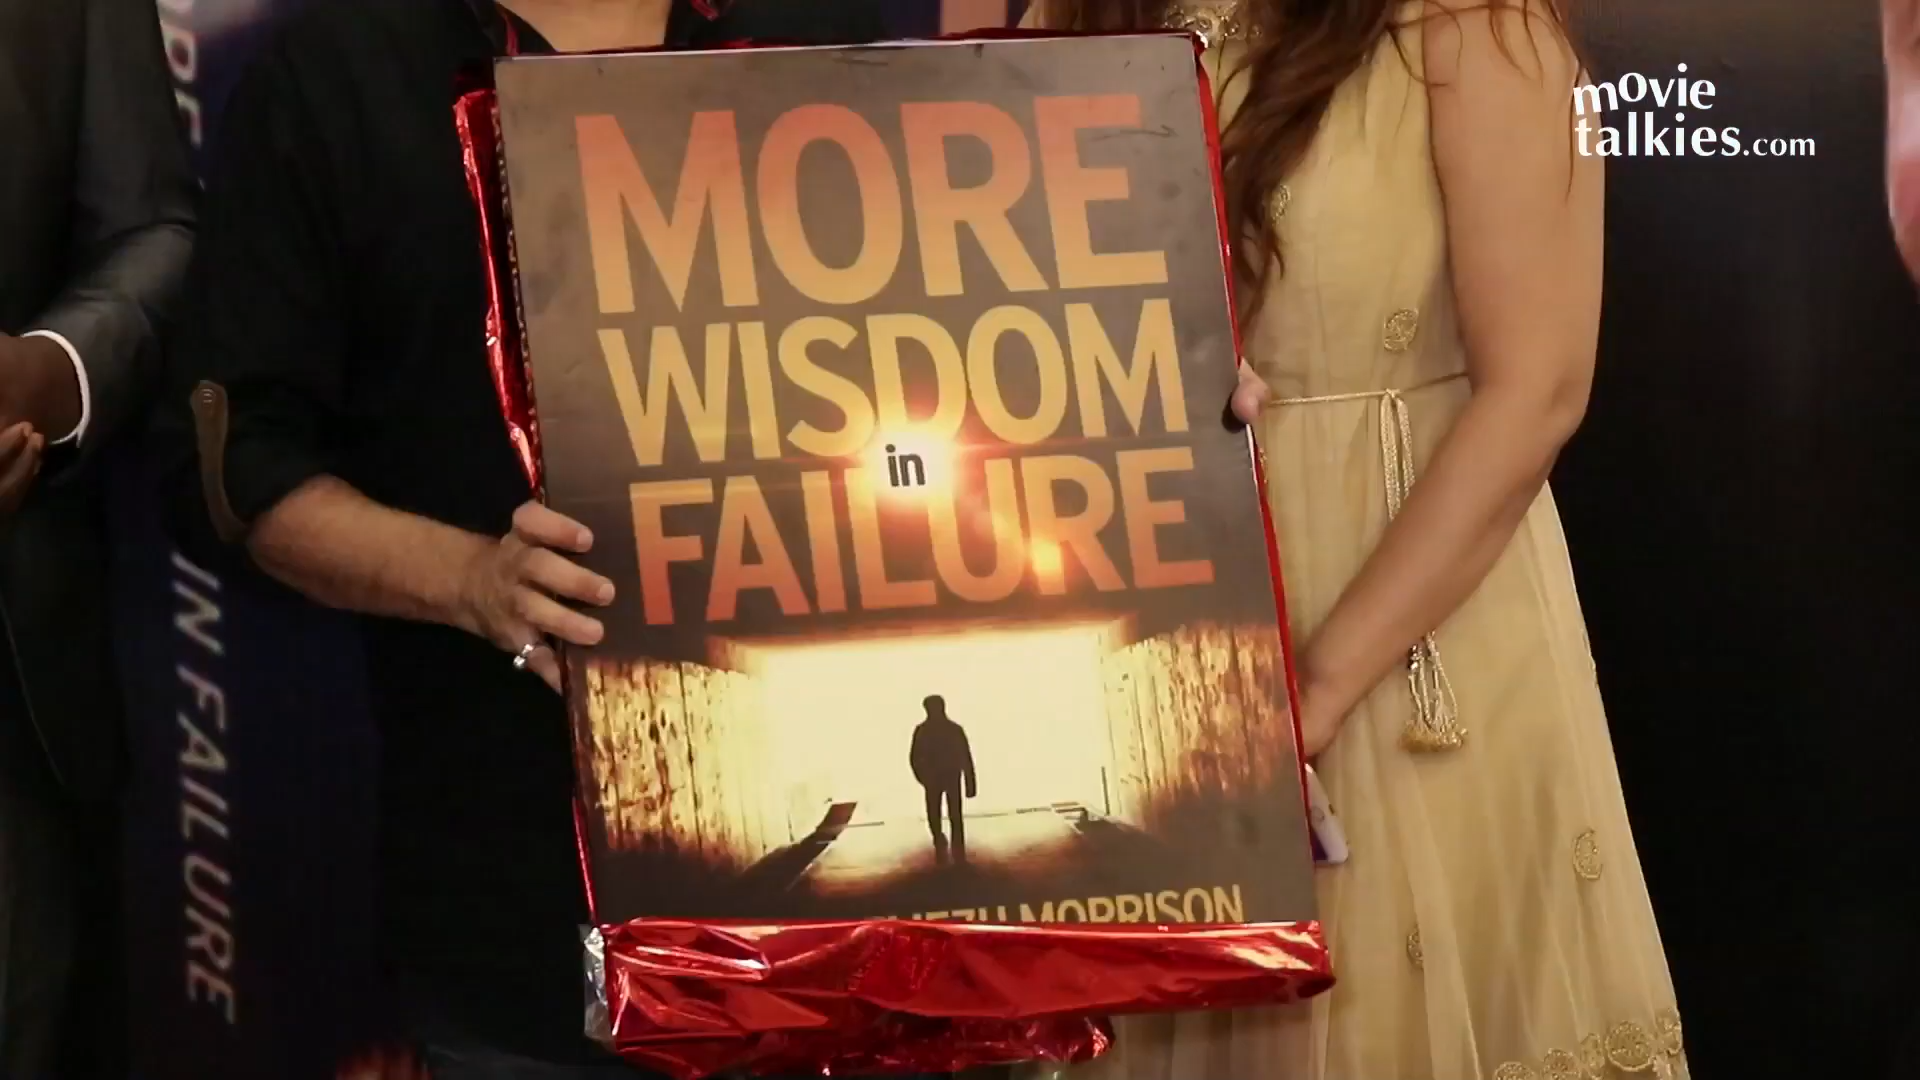 movie
talkies.com
MORE
WISDOM
in
FAILURE
MORRISON
IN FAILURE